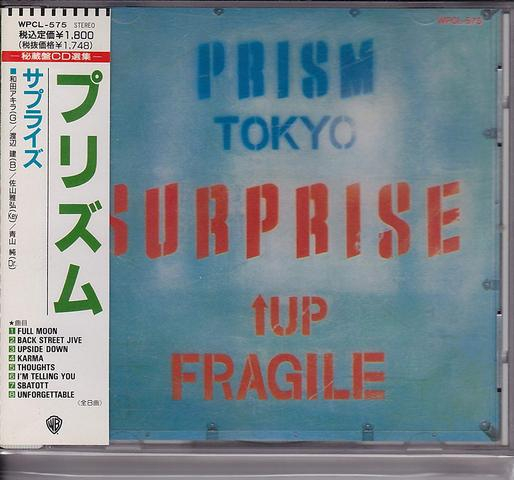 WPCL-575 STEREO
税込定価¥1,800
(税抜価格¥1,748)
秘蔵盤CD選集
プリズム
サプライズ
■和田アキラ(G)/渡辺 建(B)/佐山雅弘(Key)/青山 純(Dr)
★曲目
1 FULL MOON
2 BACK STREET JIVE
3 UPSIDE DOWN
4 KARMA
5 THOUGHTS
6 I'M TELLING YOU
7 SBATOTT
8 UNFORGETTABLE
(全8曲)
WB
WPCL-575
PRISM
TOKYO
SURPRISE
↑UP
FRAGILE